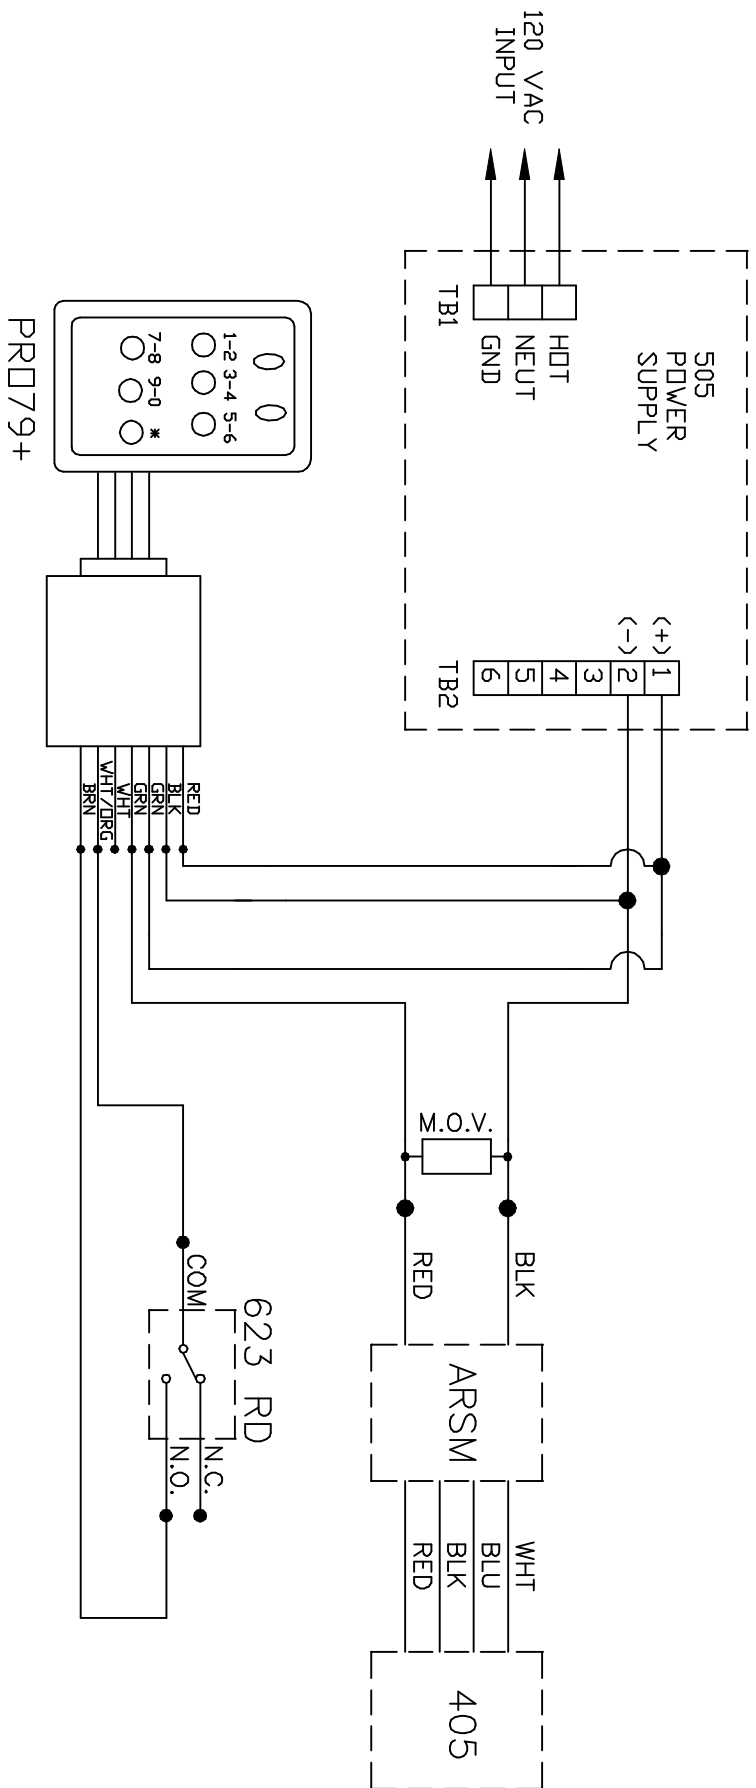 120 VAC
INPUT
505
POWER
SUPPLY
HOT
NEUT
GND
TB1
(+)
(-)
1
2
3
4
5
6
TB2
1-2 3-4 5-6
7-8 9-0 *
PRO79+
RED
BLK
GRN
GRN
WHT
WHT/ORG
BRN
M.O.V.
BLK
RED
ARSM
WHT
BLU
BLK
RED
405
623 RD
COM
N.C.
N.O.